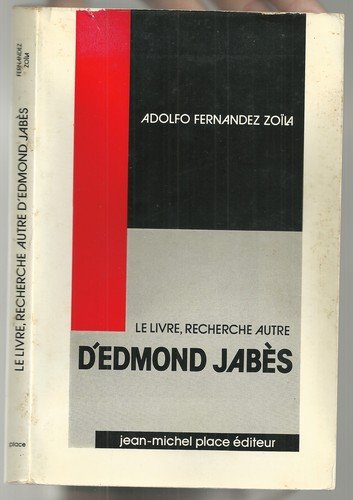 FERNANDEZ
ZOÏLA
LE LIVRE, RECHERCHE AUTRE D'EDMOND JABÈS
place
ADOLFO FERNANDEZ ZOÏLA
LE LIVRE, RECHERCHE AUTRE
D'EDMOND JABÈS
jean-michel place éditeur